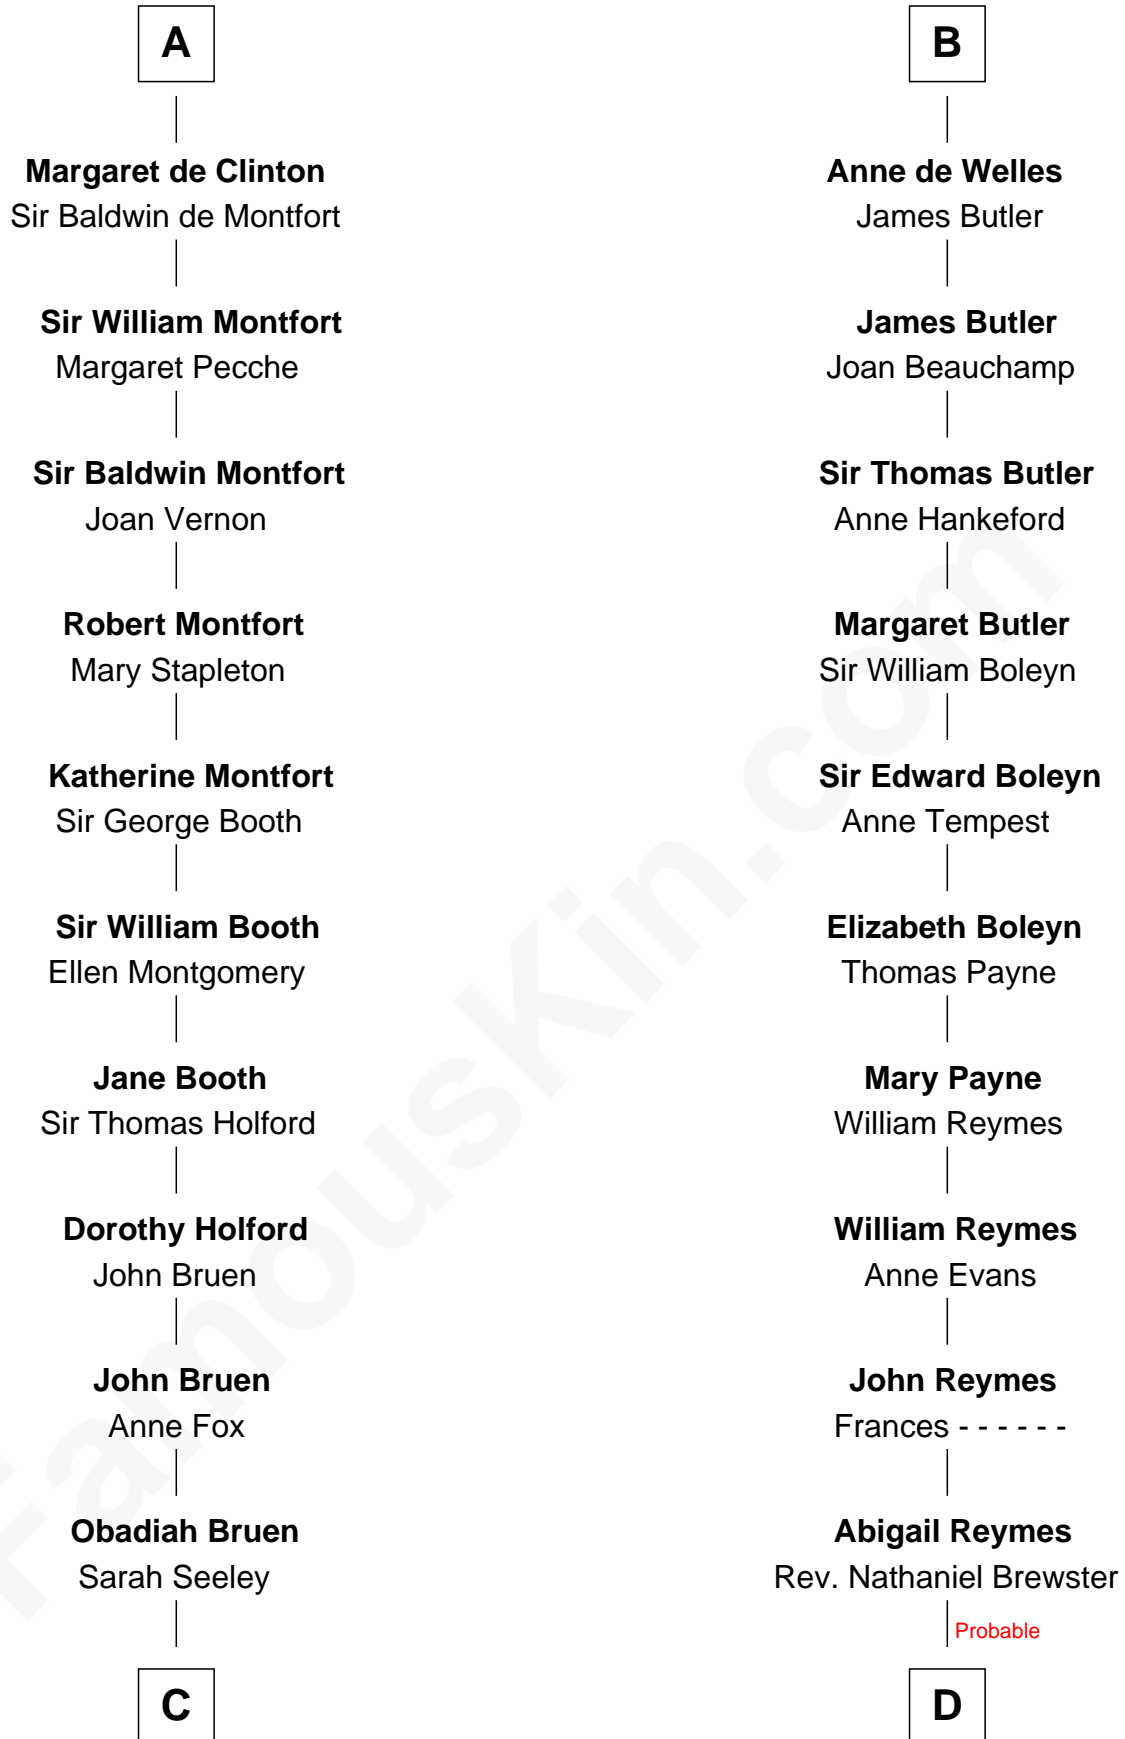 A
Margaret de Clinton
Sir Baldwin de Montfort
Sir William Montfort
Margaret Pecche
Sir Baldwin Montfort
Joan Vernon
Robert Montfort
Mary Stapleton
Katherine Montfort
Sir George Booth
Sir William Booth
Ellen Montgomery
Jane Booth
Sir Thomas Holford
Dorothy Holford
John Bruen
John Bruen
Anne Fox
Obadiah Bruen
Sarah Seeley
C
B
Anne de Welles
James Butler
James Butler
Joan Beauchamp
Sir Thomas Butler
Anne Hankeford
Margaret Butler
Sir William Boleyn
Sir Edward Boleyn
Anne Tempest
Elizabeth Boleyn
Thomas Payne
Mary Payne
William Reymes
William Reymes
Anne Evans
John Reymes
Frances - - - - - -
Abigail Reymes
Rev. Nathaniel Brewster
Probable
D
FamousKin.com